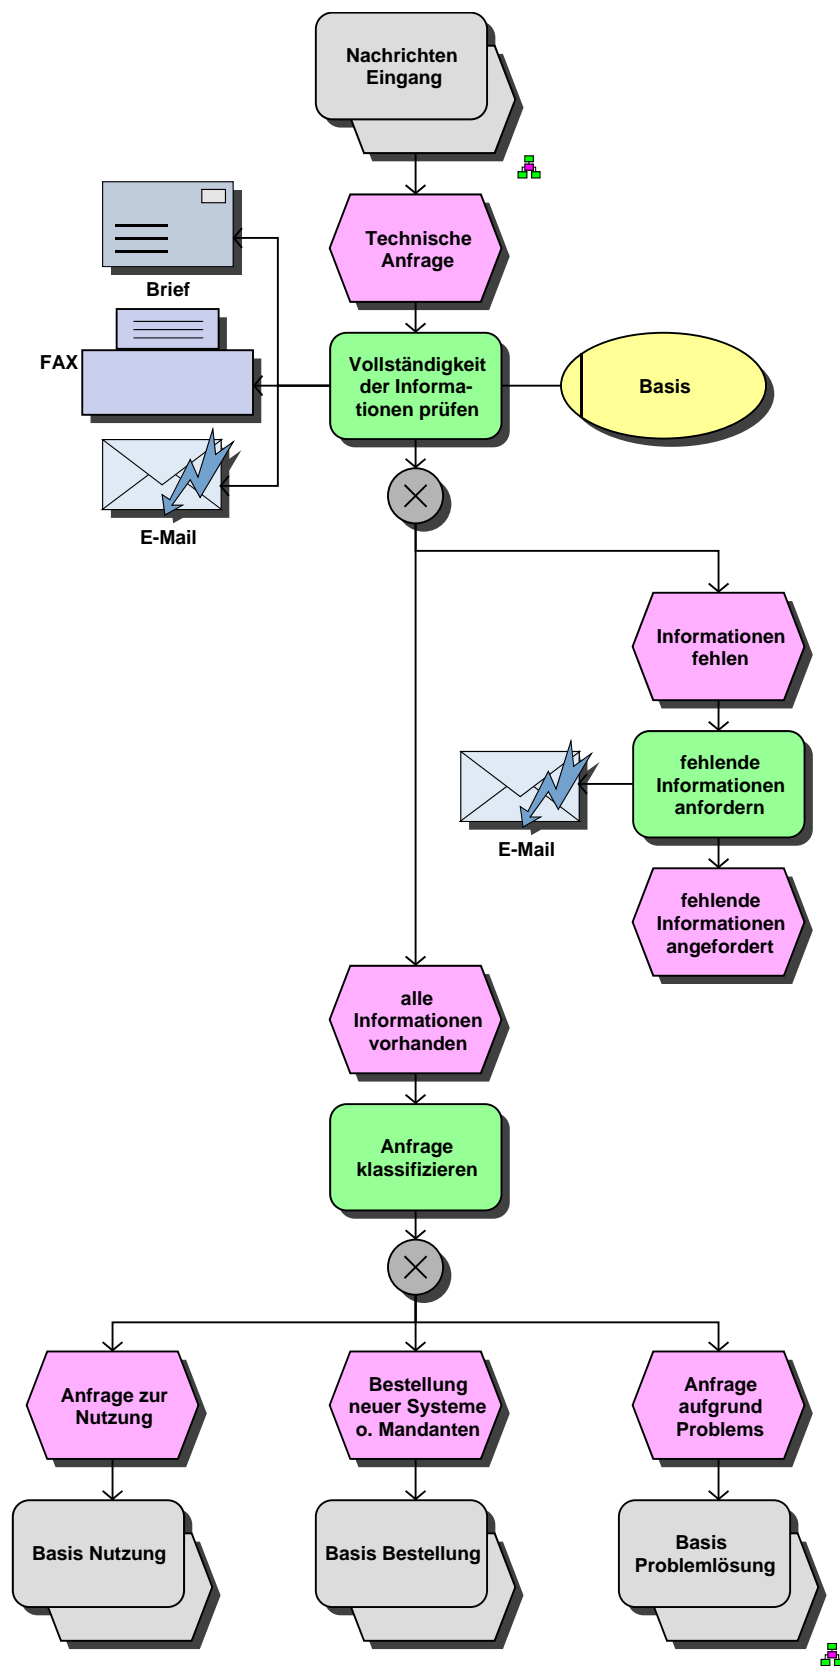 Nachrichten
Eingang
Technische
Anfrage
Brief
FAX
Vollständigkeit
der Informa-
tionen prüfen
Basis
E-Mail
Informationen
fehlen
fehlende
Informationen
anfordern
E-Mail
fehlende
Informationen
angefordert
alle
Informationen
vorhanden
Anfrage
klassifizieren
Anfrage zur
Nutzung
Bestellung
neuer Systeme
o. Mandanten
Anfrage
aufgrund
Problems
Basis Nutzung
Basis Bestellung
Basis
Problemlösung